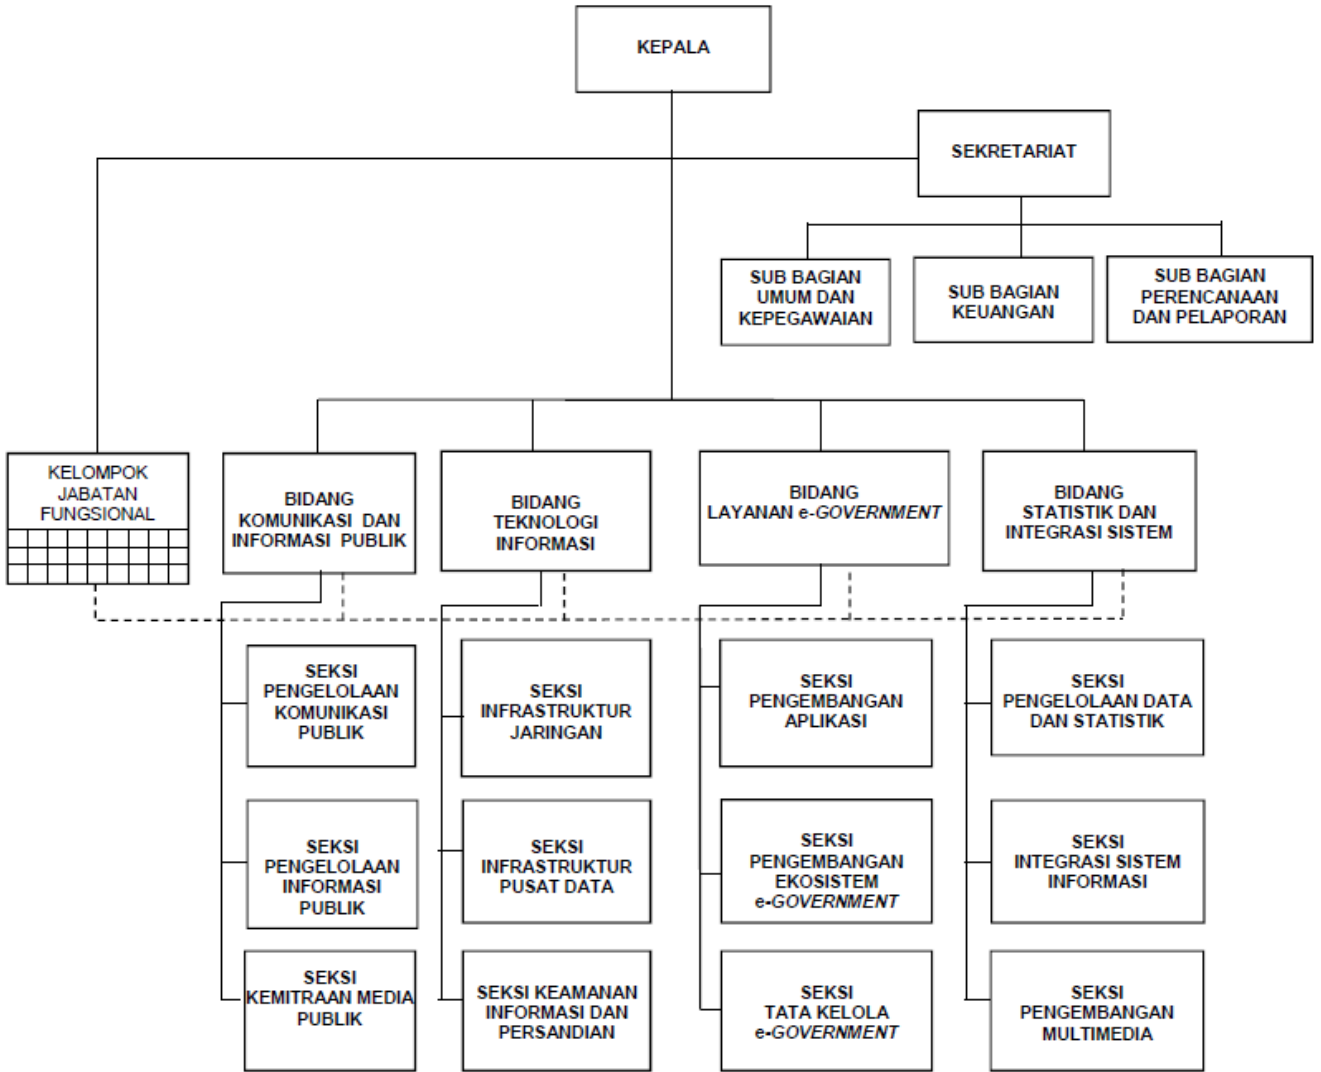 KEPALA
SEKRETARIAT
SUB BAGIAN
UMUM DAN
KEPEGAWAIAN
SUB BAGIAN
KEUANGAN
SUB BAGIAN
PERENCANAAN
DAN PELAPORAN
KELOMPOK
JABATAN
FUNGSIONAL
BIDANG
KOMUNIKASI DAN
INFORMASI PUBLIK
BIDANG
TEKNOLOGI
INFORMASI
BIDANG
LAYANAN e-GOVERNMENT
BIDANG
STATISTIK DAN
INTEGRASI SISTEM
SEKSI
PENGELOLAAN
KOMUNIKASI
PUBLIK
SEKSI
INFRASTRUKTUR
JARINGAN
SEKSI
PENGEMBANGAN
APLIKASI
SEKSI
PENGELOLAAN DATA
DAN STATISTIK
SEKSI
PENGELOLAAN
INFORMASI
PUBLIK
SEKSI
INFRASTRUKTUR
PUSAT DATA
SEKSI
PENGEMBANGAN
EKOSISTEM
e-GOVERNMENT
SEKSI
INTEGRASI SISTEM
INFORMASI
SEKSI
KEMITRAAN MEDIA
PUBLIK
SEKSI KEAMANAN
INFORMASI DAN
PERSANDIAN
SEKSI
TATA KELOLA
e-GOVERNMENT
SEKSI
PENGEMBANGAN
MULTIMEDIA